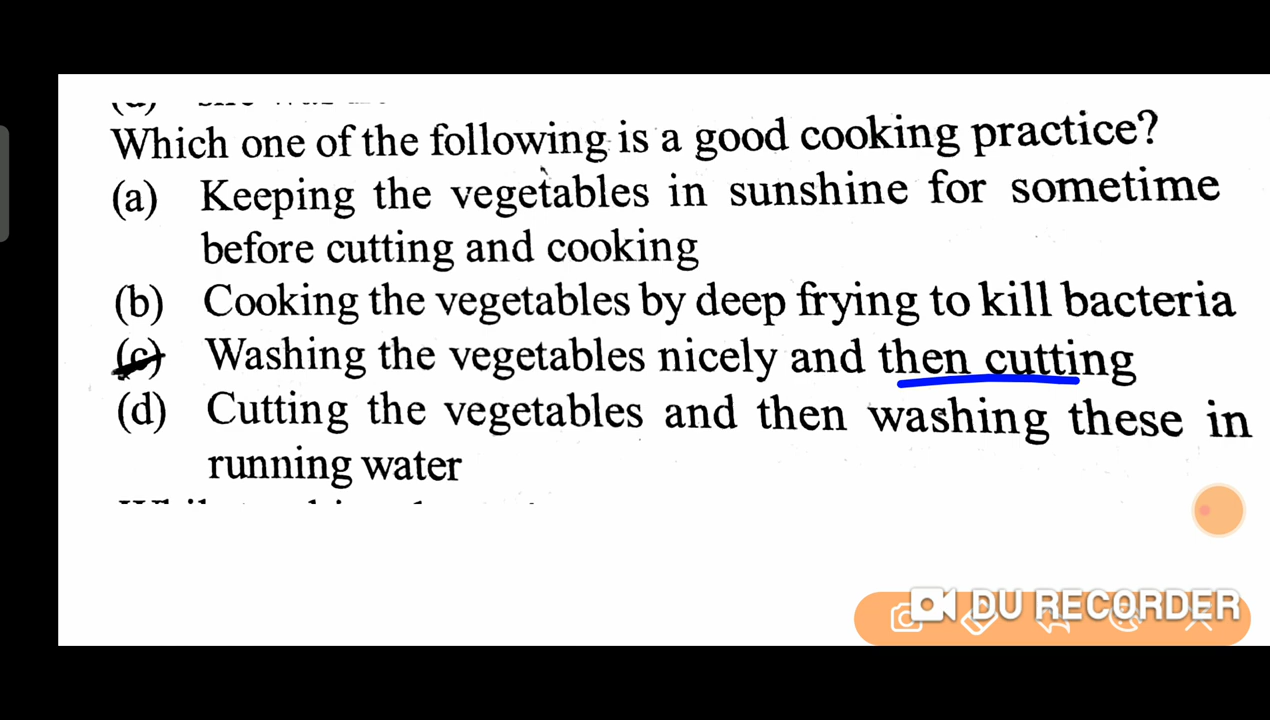 Which one of the following is a good cooking practice?
(a) Keeping the vegetables in sunshine for sometime
before cutting and cooking
(b) Cooking the vegetables by deep frying to kill bacteria
(c) Washing the vegetables nicely and then cutting
(d) Cutting the vegetables and then washing these in
running water
DU RECORDER